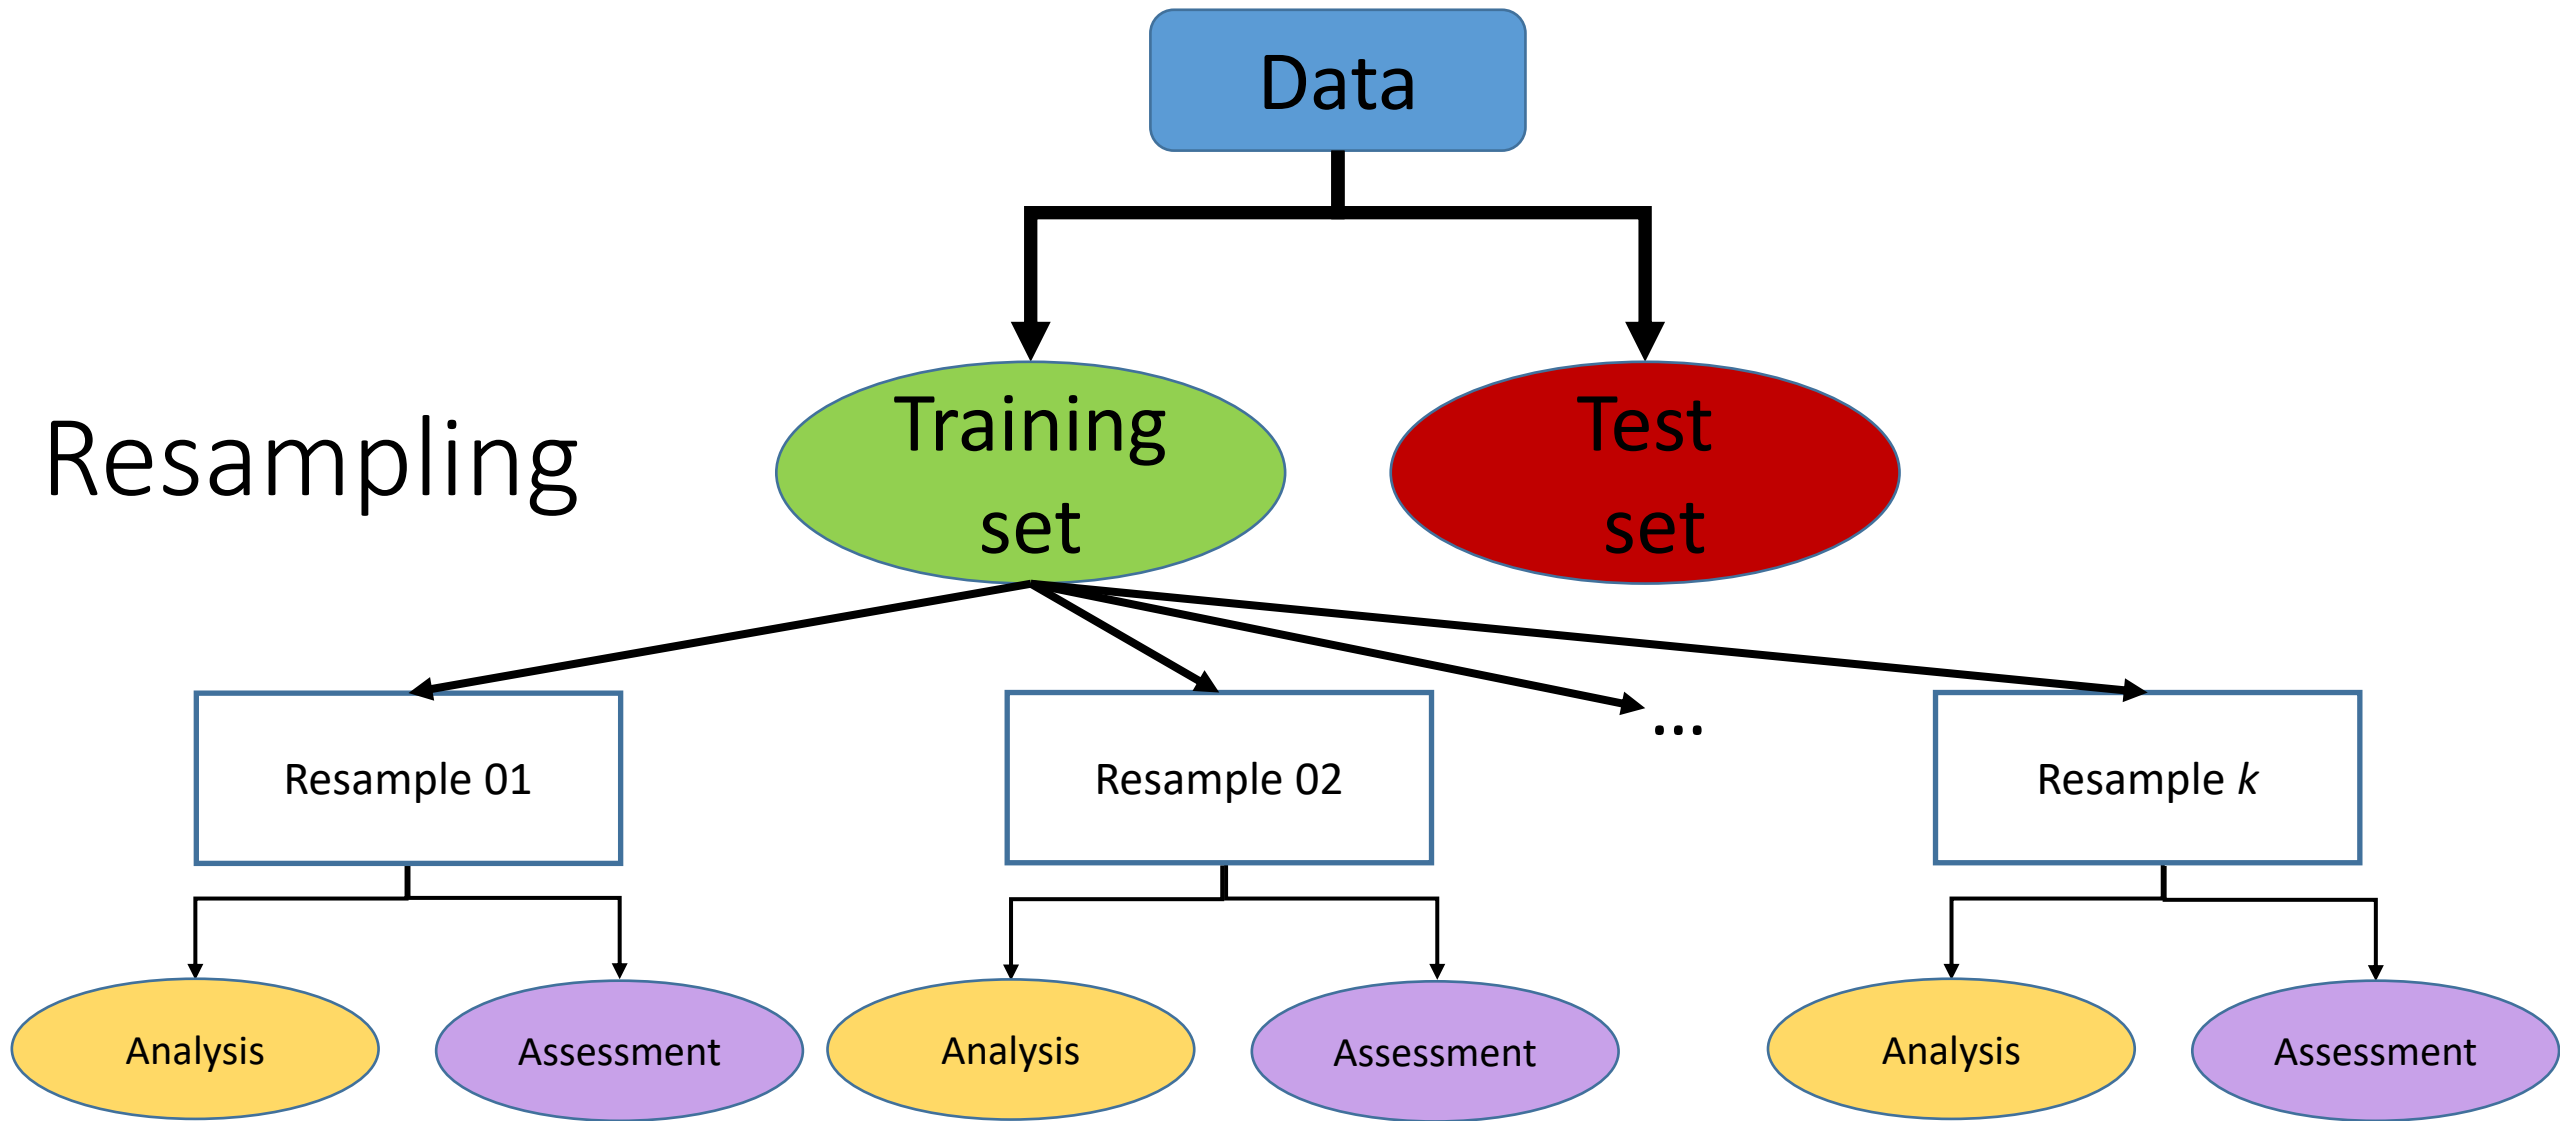 Data
Resampling
Training
set
Test
set
...
Resample 01
Resample 02
Resample k
Analysis
Assessment
Analysis
Assessment
Analysis
Assessment